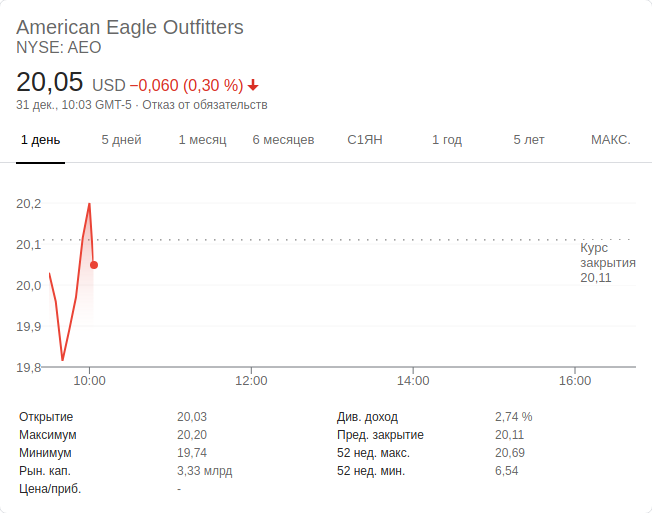 American Eagle Outfitters
NYSE: AEO
20,05 USD −0,060 (0,30 %)
31 дек., 10:03 GMT-5 · Отказ от обязательств
1 день 5 дней 1 месяц 6 месяцев С1ЯН 1 год 5 лет МАКС.
20,2
20,1
Курс
закрытия
20,11
20,0
19,9
19,8
10:00 12:00 14:00 16:00
Открытие 20,03 Див. доход 2,74 %
Максимум 20,20 Пред. закрытие 20,11
Минимум 19,74 52 нед. макс. 20,69
Рын. кап. 3,33 млрд 52 нед. мин. 6,54
Цена/приб. -